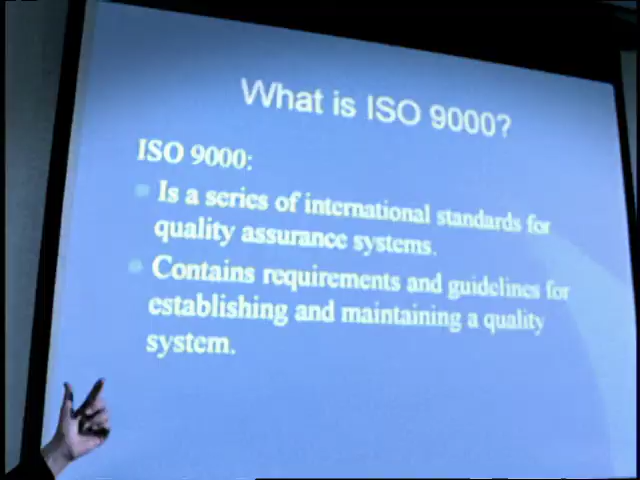 What is ISO 9000?
ISO 9000:
Is a series of international standards for
quality assurance systems.
Contains requirements and guidelines for
establishing and maintaining a quality
system.